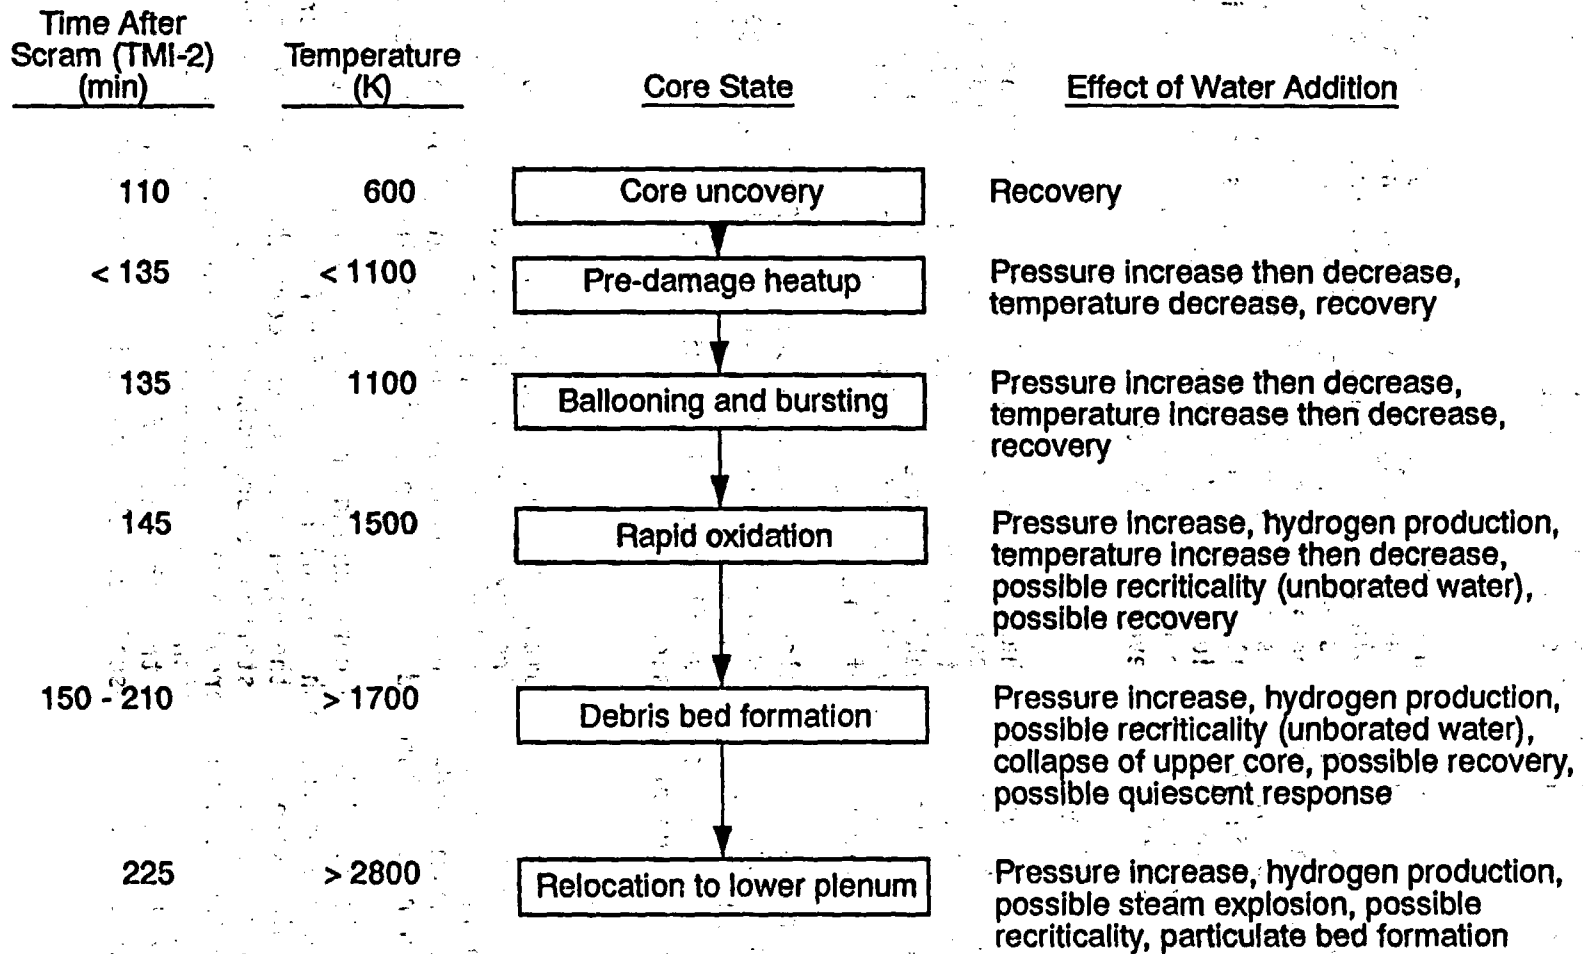 Time After
Scram (TMI-2)
(min)
Temperature
(K)
Core State
Effect of Water Addition
110
600
Core uncovery
Recovery
< 135
< 1100
Pre-damage heatup
Pressure increase then decrease,
temperature decrease, recovery
135
1100
Ballooning and bursting
Pressure increase then decrease,
temperature increase then decrease,
recovery
145
1500
Rapid oxidation
Pressure increase, hydrogen production,
temperature increase then decrease,
possible recriticality (unborated water),
possible recovery
150 - 210
> 1700
Debris bed formation
Pressure increase, hydrogen production,
possible recriticality (unborated water),
collapse of upper core, possible recovery,
possible quiescent response
225
> 2800
Relocation to lower plenum
Pressure increase, hydrogen production,
possible steam explosion, possible
recriticality, particulate bed formation